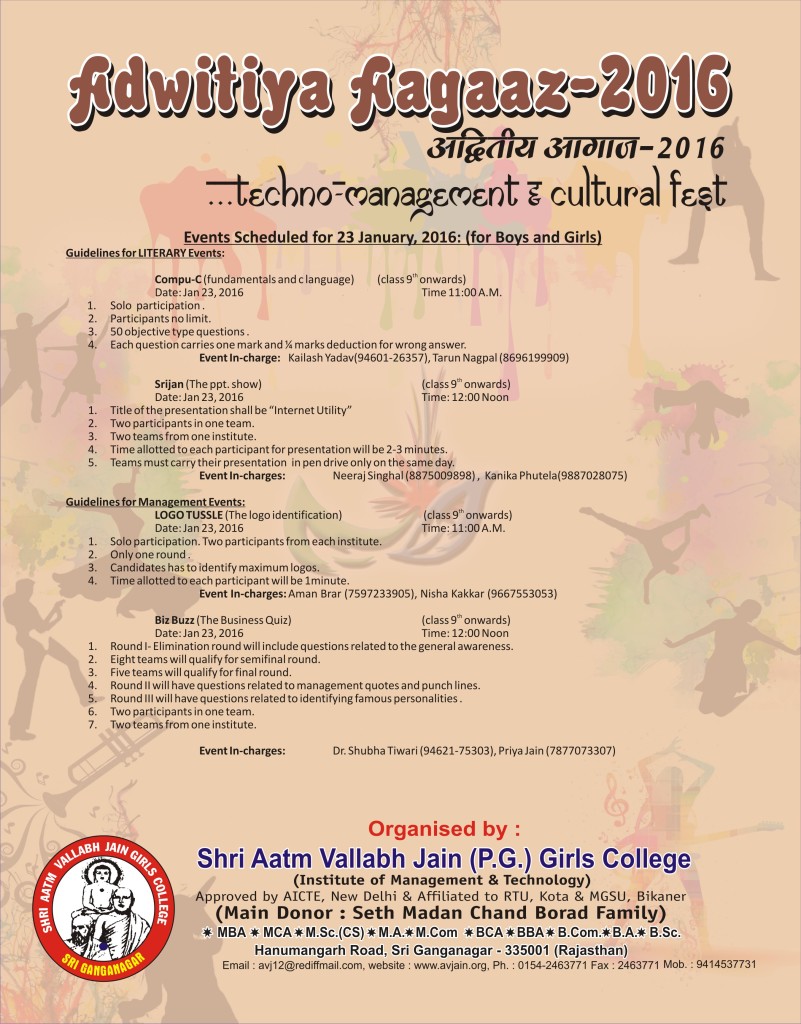 Adwitiya Aagaaz-2016
अद्वितीय आगाज-2016
...techno-management & cultural fest
Events Scheduled for 23 January, 2016: (for Boys and Girls)
Guidelines for LITERARY Events:
Compu-C (fundamentals and c language) (class 9th onwards)
Date: Jan 23, 2016 Time 11:00 A.M.
1. Solo participation .
2. Participants no limit.
3. 50 objective type questions .
4. Each question carries one mark and ¼ marks deduction for wrong answer.
Event In-charge: Kailash Yadav(94601-26357), Tarun Nagpal (8696199909)
Srijan (The ppt. show) (class 9th onwards)
Date: Jan 23, 2016 Time: 12:00 Noon
1. Title of the presentation shall be “Internet Utility”
2. Two participants in one team.
3. Two teams from one institute.
4. Time allotted to each participant for presentation will be 2-3 minutes.
5. Teams must carry their presentation in pen drive only on the same day.
Event In-charges: Neeraj Singhal (8875009898) , Kanika Phutela(9887028075)
Guidelines for Management Events:
LOGO TUSSLE (The logo identification) (class 9th onwards)
Date: Jan 23, 2016 Time: 11:00 A.M.
1. Solo participation. Two participants from each institute.
2. Only one round .
3. Candidates has to identify maximum logos.
4. Time allotted to each participant will be 1minute.
Event In-charges: Aman Brar (7597233905), Nisha Kakkar (9667553053)
Biz Buzz (The Business Quiz) (class 9th onwards)
Date: Jan 23, 2016 Time: 12:00 Noon
1. Round I- Elimination round will include questions related to the general awareness.
2. Eight teams will qualify for semifinal round.
3. Five teams will qualify for final round.
4. Round II will have questions related to management quotes and punch lines.
5. Round III will have questions related to identifying famous personalities .
6. Two participants in one team.
7. Two teams from one institute.
Event In-charges: Dr. Shubha Tiwari (94621-75303), Priya Jain (7877073307)
Organised by :
Shri Aatm Vallabh Jain (P.G.) Girls College
(Institute of Management & Technology)
Approved by AICTE, New Delhi & Affiliated to RTU, Kota & MGSU, Bikaner
(Main Donor : Seth Madan Chand Borad Family)
✷ MBA ✷ MCA✷M.Sc.(CS)✷M.A.✷M.Com ✷BCA✷BBA✷B.Com.✷B.A.✷ B.Sc.
Hanumangarh Road, Sri Ganganagar - 335001 (Rajasthan)
Email : avj12@rediffmail.com, website : www.avjain.org, Ph. : 0154-2463771 Fax : 2463771 Mob. : 9414537731
SHRI AATM VALLABH JAIN GIRLS COLLEGE
SRI GANGANAGAR